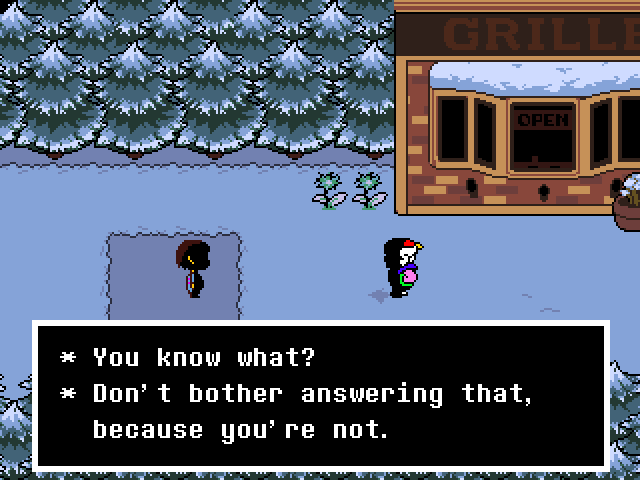 GRILLB
OPEN
* You know what?
* Don't bother answering that,
because you're not.